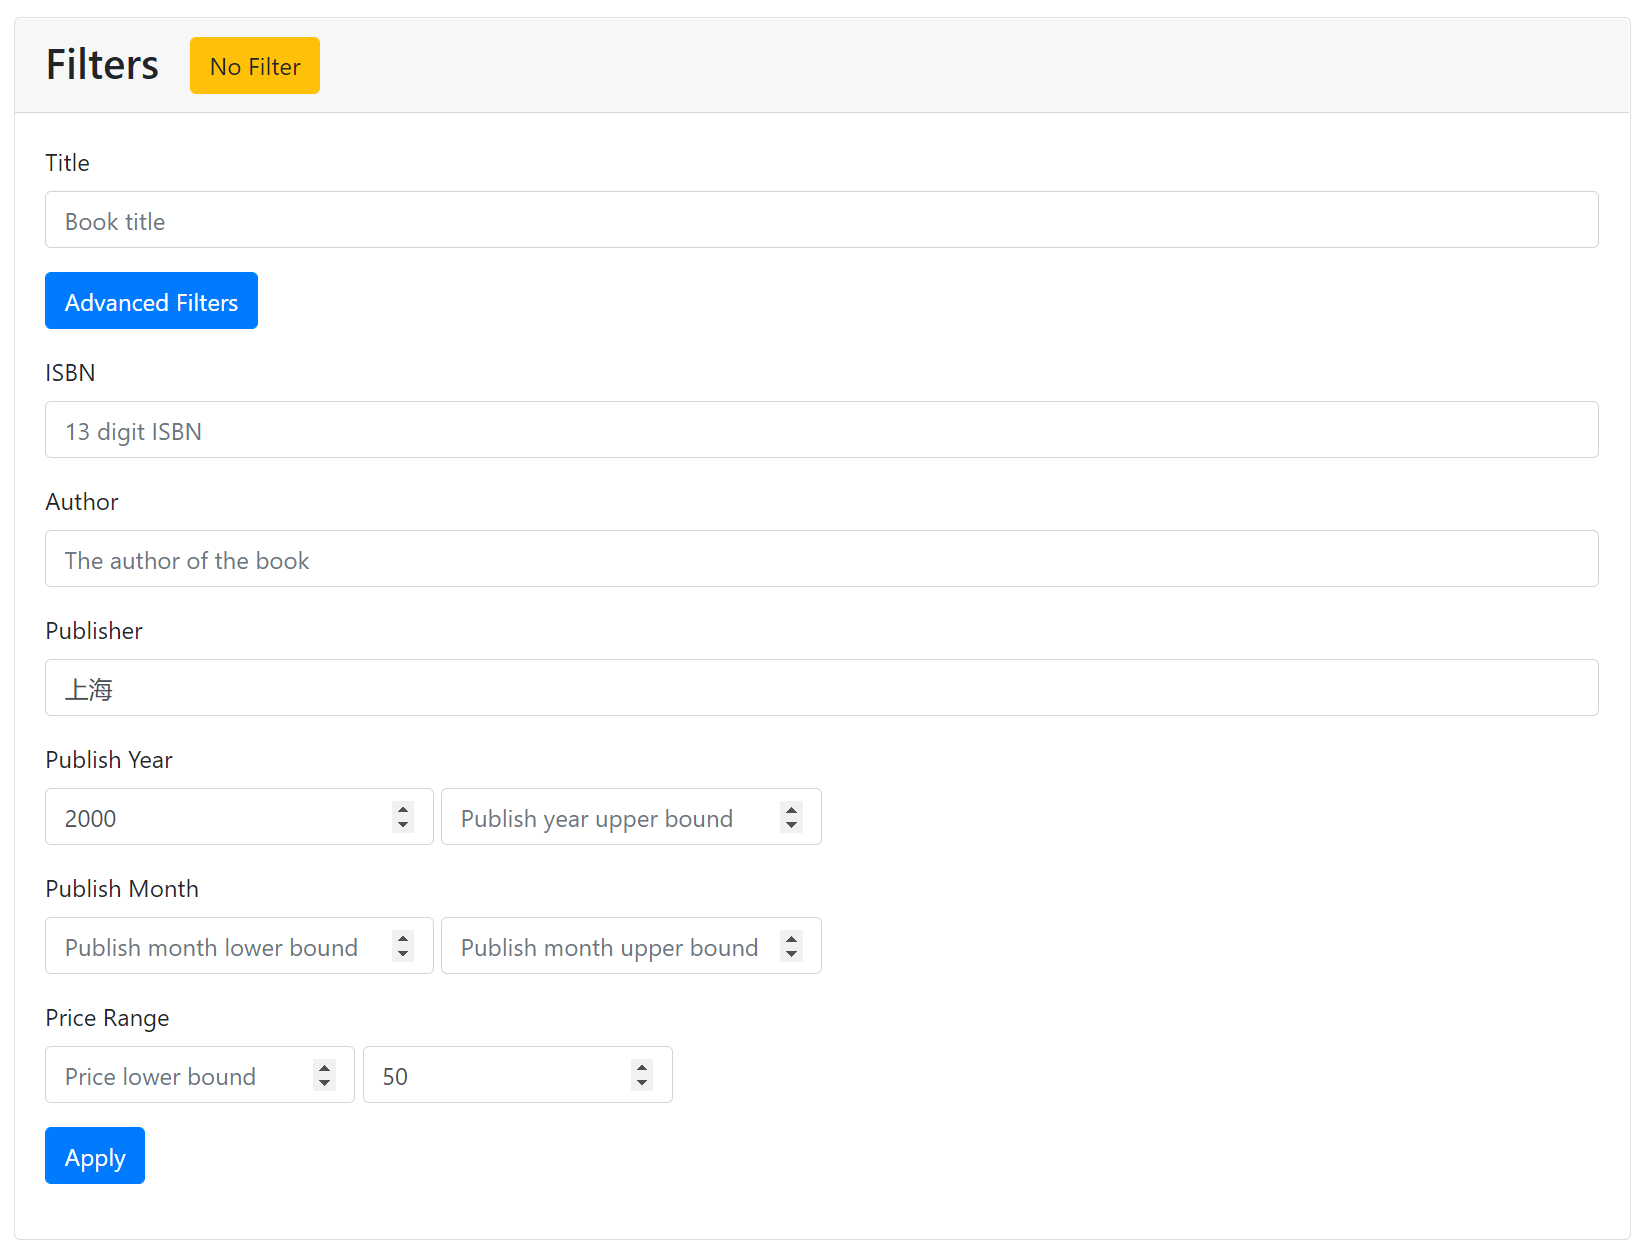 Filters No Filter
Title
Book title
Advanced Filters
ISBN
13 digit ISBN
Author
The author of the book
Publisher
上海
Publish Year
2000 Publish year upper bound
Publish Month
Publish month lower bound Publish month upper bound
Price Range
Price lower bound 50
Apply